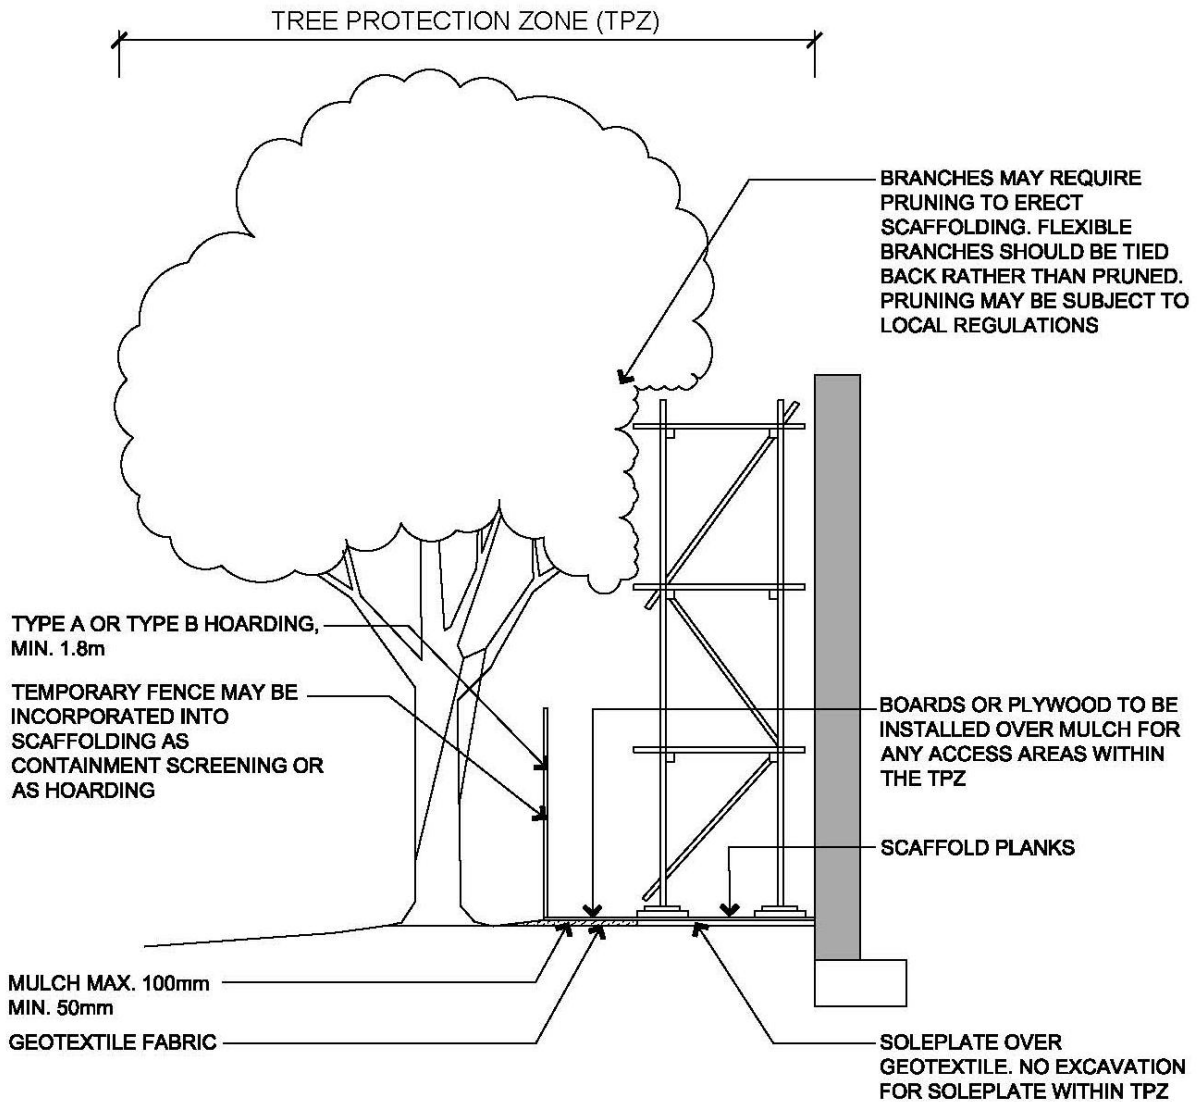 TREE PROTECTION ZONE (TPZ)
BRANCHES MAY REQUIRE
PRUNING TO ERECT
SCAFFOLDING. FLEXIBLE
BRANCHES SHOULD BE TIED
BACK RATHER THAN PRUNED.
PRUNING MAY BE SUBJECT TO
LOCAL REGULATIONS
TYPE A OR TYPE B HOARDING,
MIN. 1.8m
TEMPORARY FENCE MAY BE
INCORPORATED INTO
SCAFFOLDING AS
CONTAINMENT SCREENING OR
AS HOARDING
BOARDS OR PLYWOOD TO BE
INSTALLED OVER MULCH FOR
ANY ACCESS AREAS WITHIN
THE TPZ
SCAFFOLD PLANKS
MULCH MAX. 100mm
MIN. 50mm
GEOTEXTILE FABRIC
SOLEPLATE OVER
GEOTEXTILE. NO EXCAVATION
FOR SOLEPLATE WITHIN TPZ